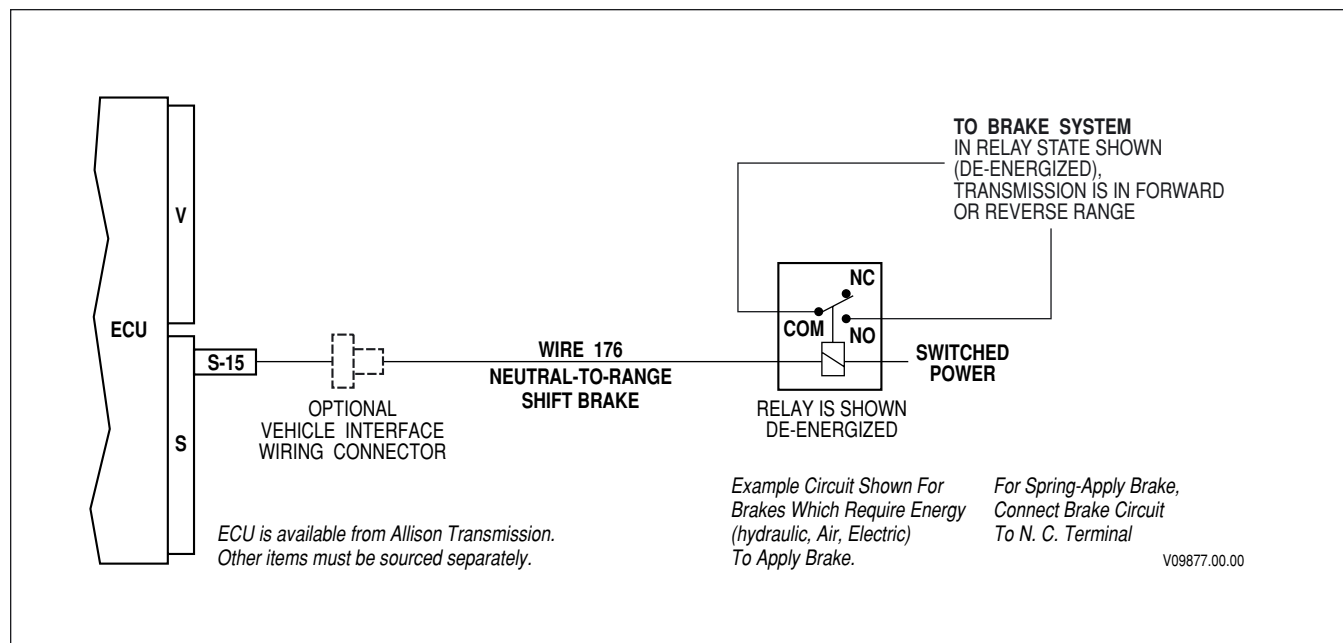 TO BRAKE SYSTEM
IN RELAY STATE SHOWN
(DE-ENERGIZED),
TRANSMISSION IS IN FORWARD
OR REVERSE RANGE
V
ECU
S
S-15
OPTIONAL
VEHICLE INTERFACE
WIRING CONNECTOR
WIRE 176
NEUTRAL-TO-RANGE
SHIFT BRAKE
NC
COM
NO
SWITCHED
POWER
RELAY IS SHOWN
DE-ENERGIZED
ECU is available from Allison Transmission.
Other items must be sourced separately.
Example Circuit Shown For
Brakes Which Require Energy
(hydraulic, Air, Electric)
To Apply Brake.
For Spring-Apply Brake,
Connect Brake Circuit
To N. C. Terminal
V09877.00.00